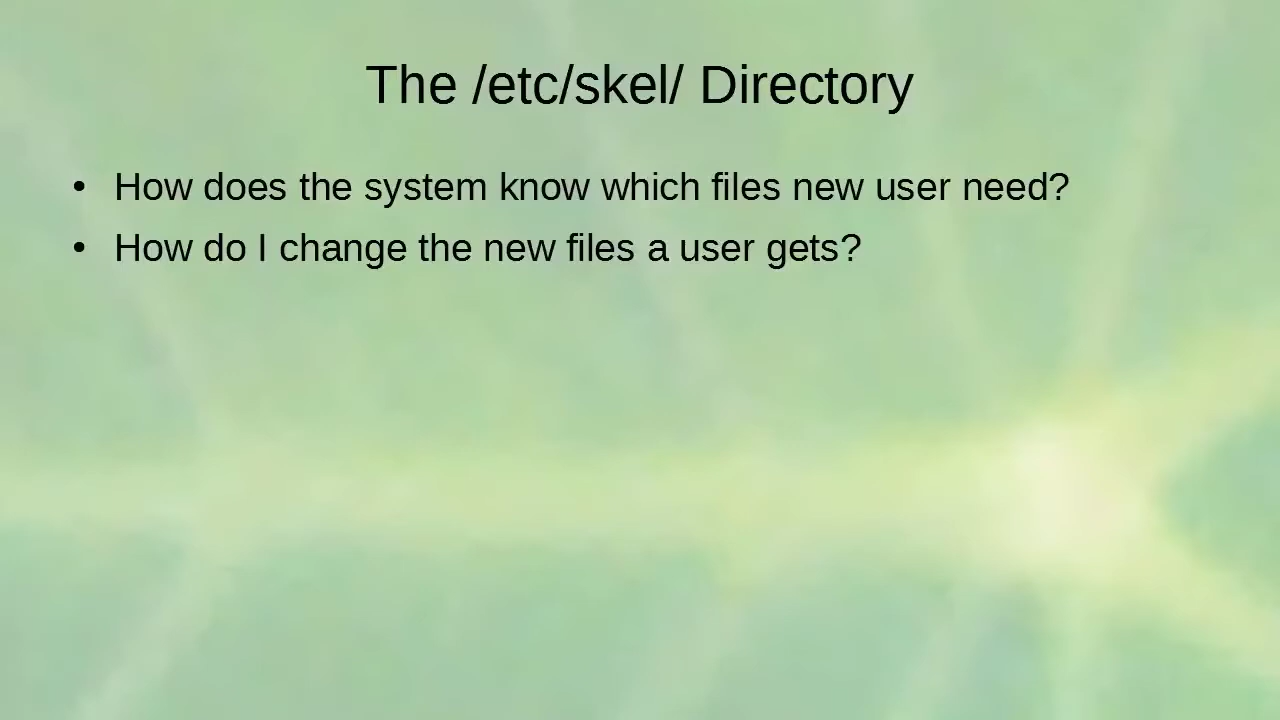 The /etc/skel/ Directory
• How does the system know which files new user need?
• How do I change the new files a user gets?